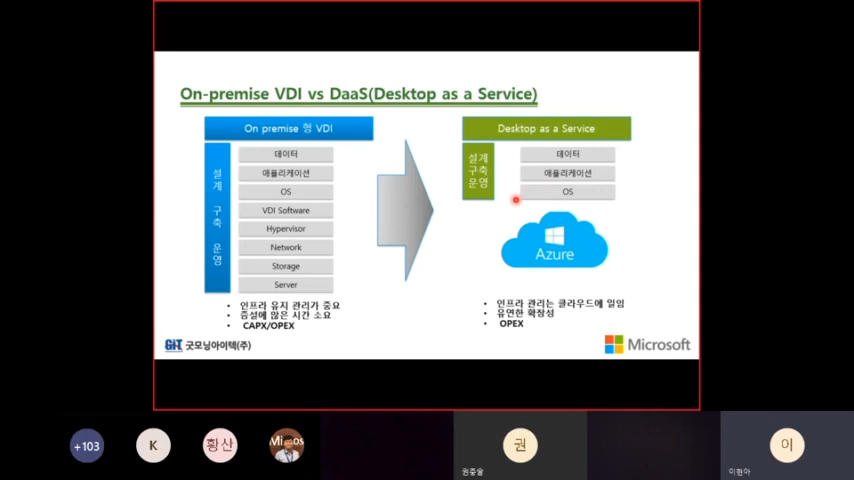 On-premise VDI vs DaaS(Desktop as a Service)
On premise 형 VDI
설계 구축 운영
데이터
애플리케이션
OS
VDI Software
Hypervisor
Network
Storage
Server
• 인프라 유지 관리가 중요
• 증설에 많은 시간 소요
• CAPX/OPEX
Desktop as a Service
설계
구축
운영
데이터
애플리케이션
OS
Azure
• 인프라 관리는 클라우드에 일임
• 유연한 확장성
• OPEX
GIT 굿모닝아이텍(주)
Microsoft
+103
K
황산
Mi
os
권
권중술
이
이현아